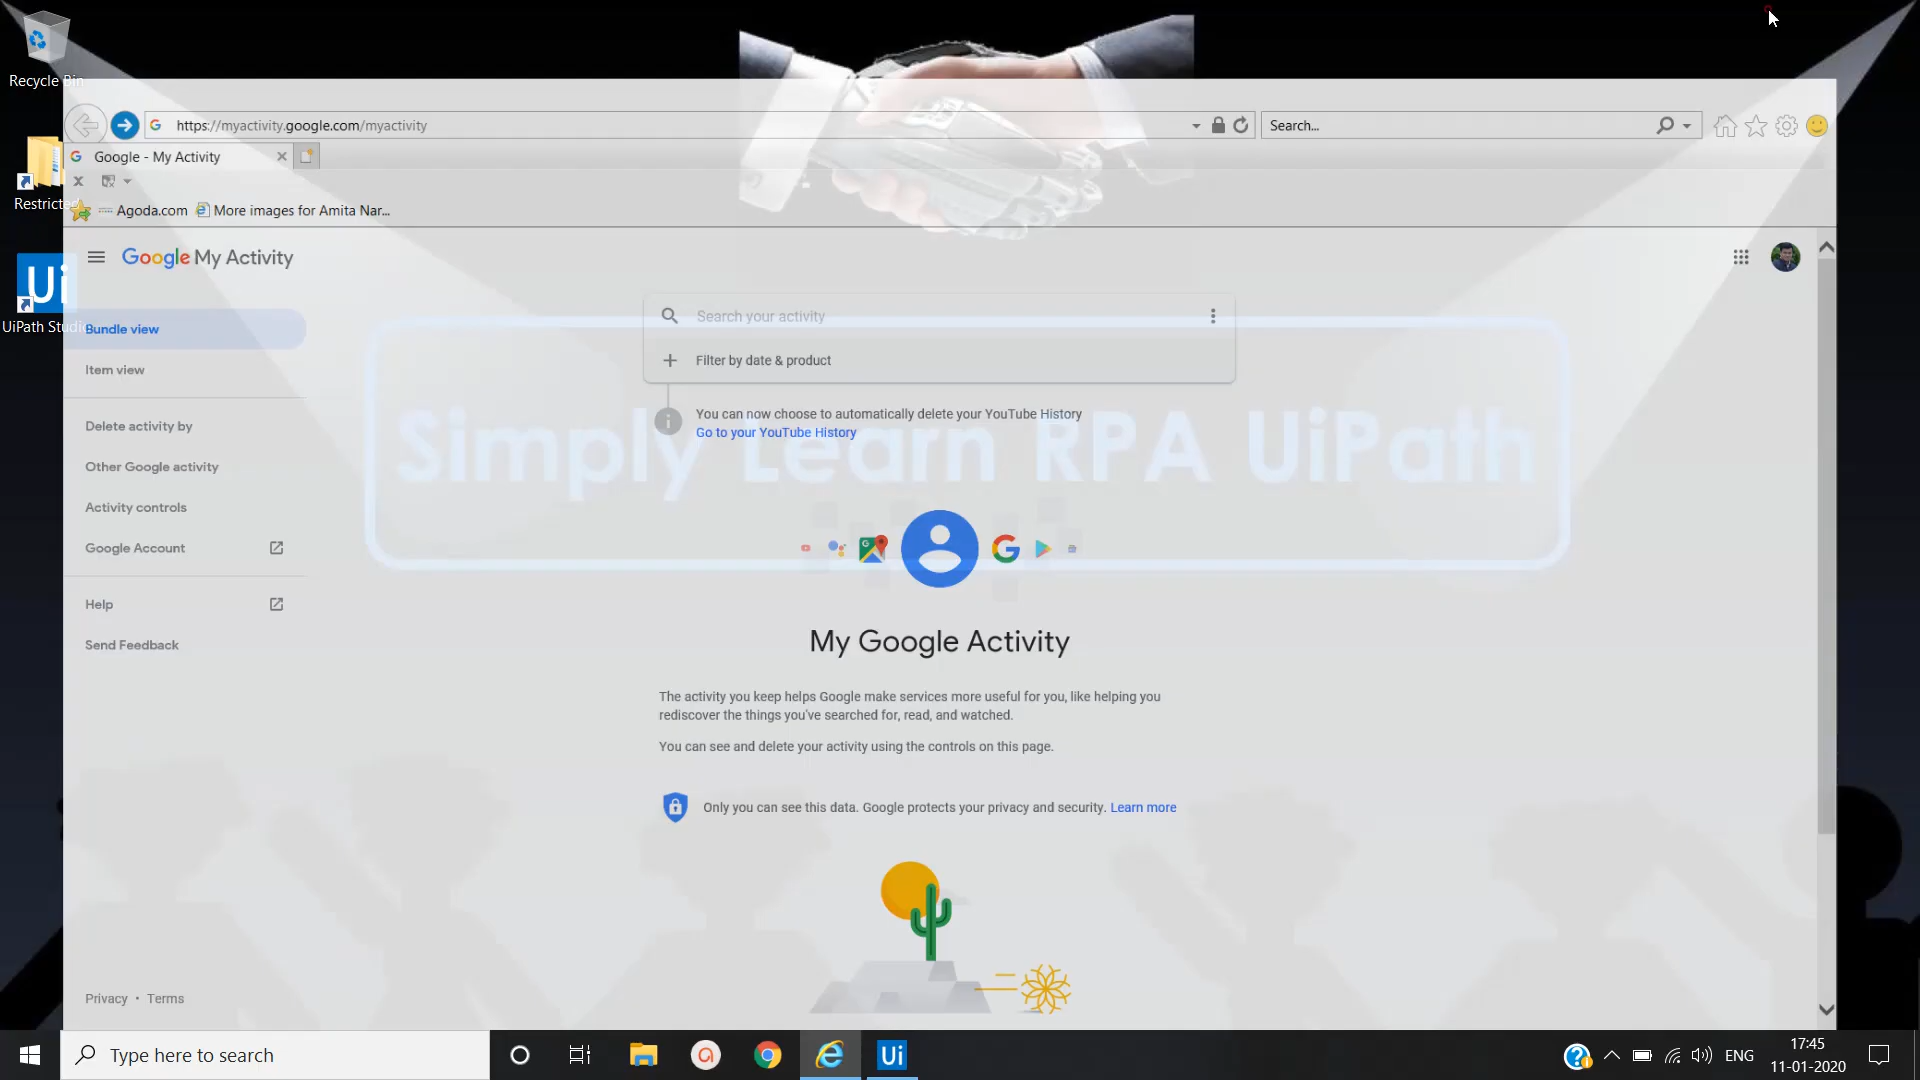 Recycle Bin
https://myactivity.google.com/myactivity
Search...
Google - My Activity
Restricte
Agoda.com
More images for Amita Nar...
Google My Activity
Ui
UiPath Studi
Bundle view
Search your activity
Item view
Filter by date & product
Delete activity by
You can now choose to automatically delete your YouTube History
Go to your YouTube History
Simply Learn RPA UiPath
Other Google activity
Activity controls
Google Account
Help
My Google Activity
Send Feedback
The activity you keep helps Google make services more useful for you, like helping you
rediscover the things you've searched for, read, and watched.
You can see and delete your activity using the controls on this page.
Only you can see this data. Google protects your privacy and security. Learn more
Privacy • Terms
Type here to search
Ui
ENG
17:45
11-01-2020